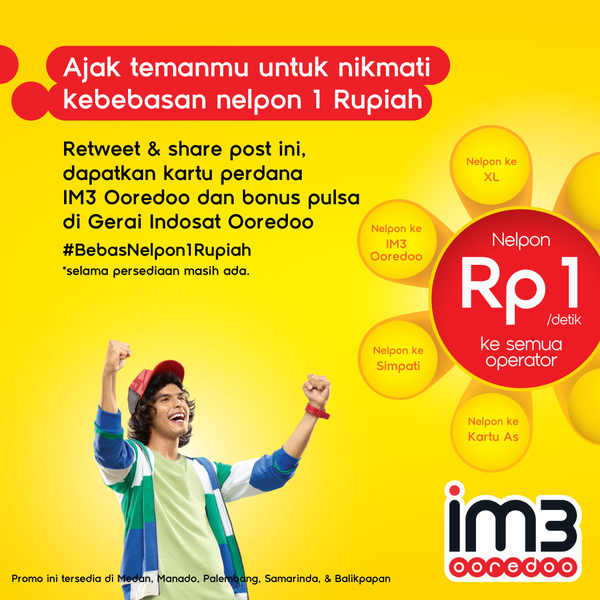 Ajak temanmu untuk nikmati
kebebasan nelpon 1 Rupiah
Retweet & share post ini,
dapatkan kartu perdana
IM3 Ooredoo dan bonus pulsa
di Gerai Indosat Ooredoo
#BebasNelpon1Rupiah
*selama persediaan masih ada.
Nelpon ke
XL
Nelpon ke
IM3
Ooredoo
Nelpon
Rp 1
/detik
ke semua
operator
Nelpon ke
Simpati
Nelpon ke
Kartu As
im3
ooredoo
Promo ini tersedia di Medan, Manado, Palembang, Samarinda, & Balikpapan